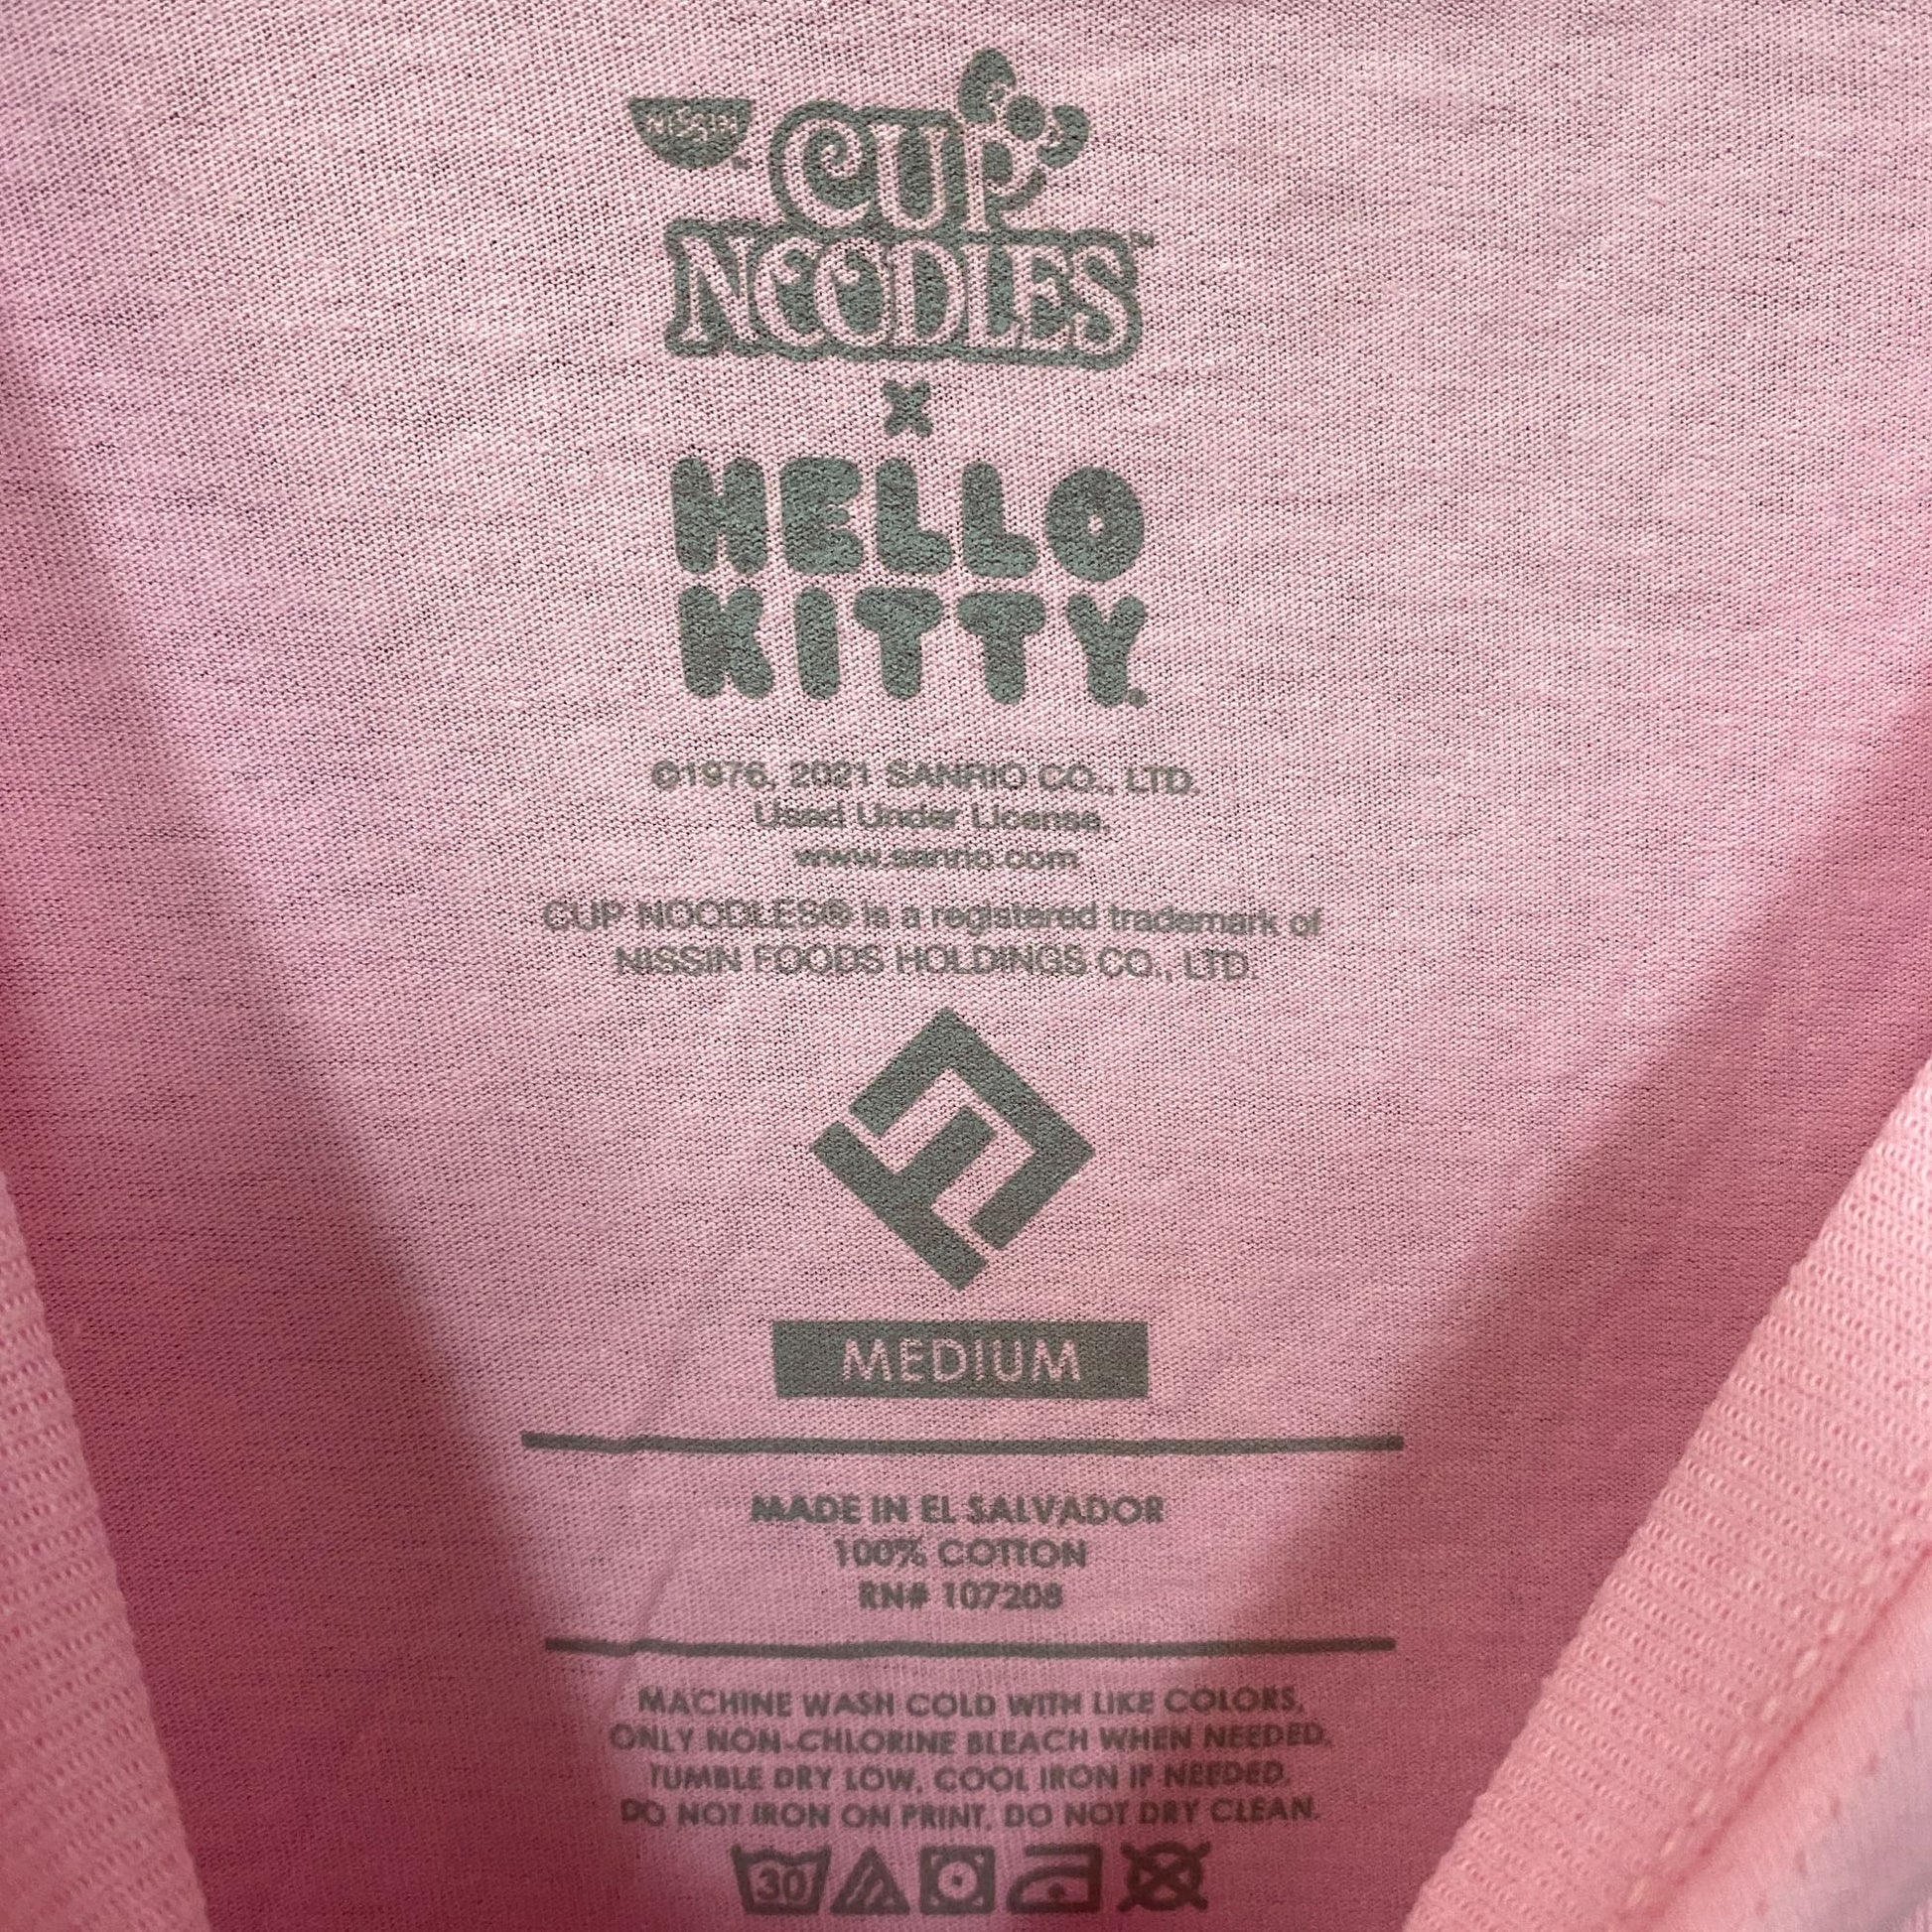 NISSIN
CUP
NOODLES™
x
HELLO
KITTY®
©1976, 2021 SANRIO CO., LTD.
Used Under License.
www.sanrio.com
CUP NOODLES® is a registered trademark of
NISSIN FOODS HOLDINGS CO., LTD.
MEDIUM
MADE IN EL SALVADOR
100% COTTON
RN# 107208
MACHINE WASH COLD WITH LIKE COLORS,
ONLY NON-CHLORINE BLEACH WHEN NEEDED.
TUMBLE DRY LOW, COOL IRON IF NEEDED.
DO NOT IRON ON PRINT, DO NOT DRY CLEAN.
30